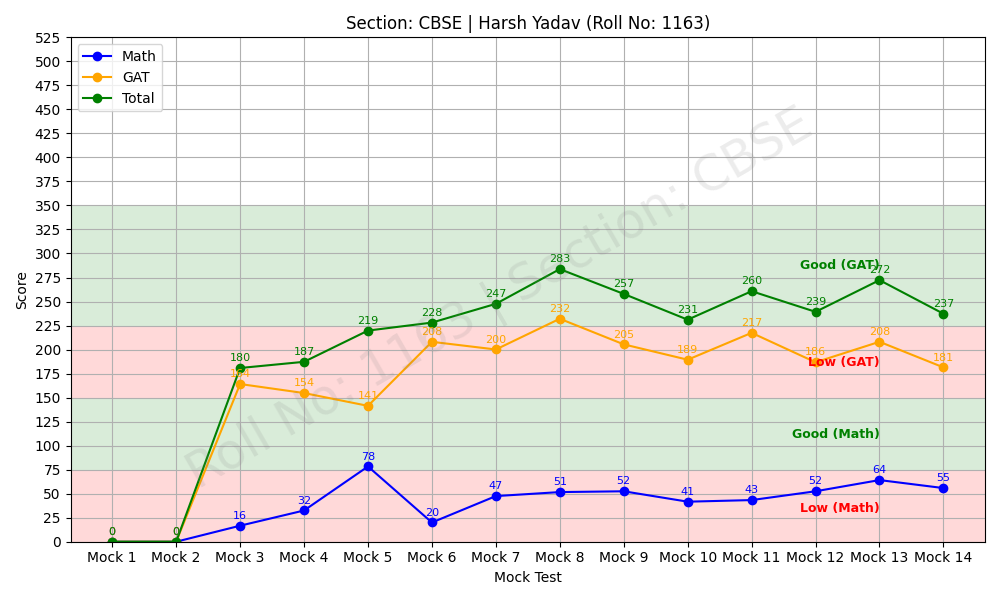 Section: CBSE | Harsh Yadav (Roll No: 1163)
Math
GAT
Total
Score
525
500
475
450
425
400
375
350
325
300
275
250
225
200
175
150
125
100
75
50
25
0
Roll No: 1163 | Section: CBSE
0 0 180 187 219 228 247 283 257 231 260 239 272 237
164 154 141 208 200 232 205 189 217 186 208 181
16 32 78 20 47 51 52 41 43 52 64 55
Good (GAT)
Low (GAT)
Good (Math)
Low (Math)
Mock 1 Mock 2 Mock 3 Mock 4 Mock 5 Mock 6 Mock 7 Mock 8 Mock 9 Mock 10 Mock 11 Mock 12 Mock 13 Mock 14
Mock Test